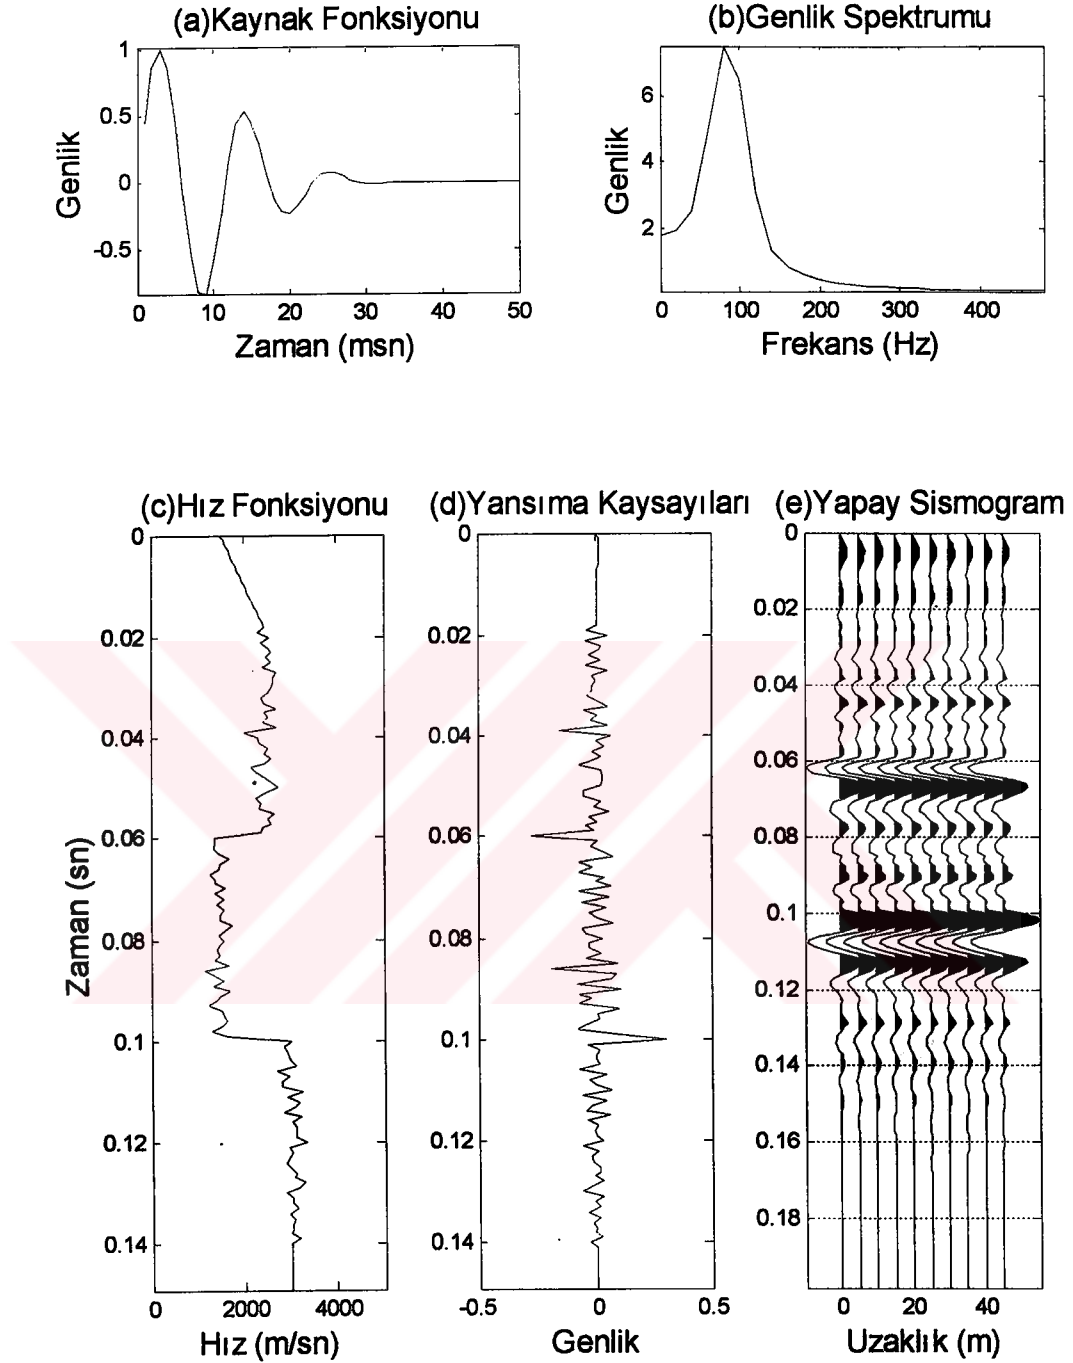 (a)Kaynak Fonksiyonu
(b)Genlik Spektrumu
1
0.5
0
-0.5
Genlik
0 10 20 30 40 50
Zaman (msn)
6
4
2
Genlik
0 100 200 300 400
Frekans (Hz)
(c)Hız Fonksiyonu
(d)Yansıma Kaysayıları
(e)Yapay Sismogram
0
0.02
0.04
0.06
0.08
0.1
0.12
0.14
Zaman (sn)
0 2000 4000
Hız (m/sn)
0
0.02
0.04
0.06
0.08
0.1
0.12
0.14
-0.5 0 0.5
Genlik
0
0.02
0.04
0.06
0.08
0.1
0.12
0.14
0.16
0.18
0 20 40
Uzaklık (m)